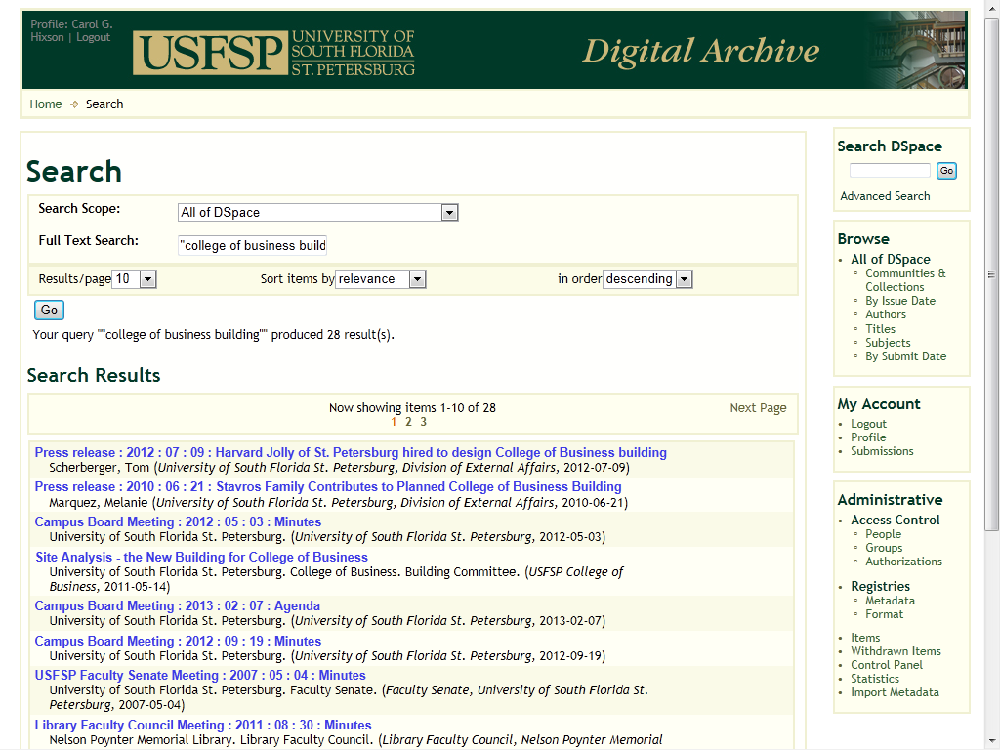 Profile: Carol G.
Hixson | Logout
USFSP
UNIVERSITY OF
SOUTH FLORIDA
ST. PETERSBURG
Digital Archive
Home
Search
Search
Search Scope:
All of DSpace
Full Text Search:
"college of business build
Results/page 10
Sort items by relevance
in order descending
Go
Your query ""college of business building"" produced 28 result(s).
Search Results
Now showing items 1-10 of 28
Next Page
1 2 3
Press release : 2012 : 07 : 09 : Harvard Jolly of St. Petersburg hired to design College of Business building
Scherberger, Tom (University of South Florida St. Petersburg, Division of External Affairs, 2012-07-09)
Press release : 2010 : 06 : 21 : Stavros Family Contributes to Planned College of Business Building
Marquez, Melanie (University of South Florida St. Petersburg, Division of External Affairs, 2010-06-21)
Campus Board Meeting : 2012 : 05 : 03 : Minutes
University of South Florida St. Petersburg. (University of South Florida St. Petersburg, 2012-05-03)
Site Analysis - the New Building for College of Business
University of South Florida St. Petersburg. College of Business. Building Committee. (USFSP College of
Business, 2011-05-14)
Campus Board Meeting : 2013 : 02 : 07 : Agenda
University of South Florida St. Petersburg. (University of South Florida St. Petersburg, 2013-02-07)
Campus Board Meeting : 2012 : 09 : 19 : Minutes
University of South Florida St. Petersburg. (University of South Florida St. Petersburg, 2012-09-19)
USFSP Faculty Senate Meeting : 2007 : 05 : 04 : Minutes
University of South Florida St. Petersburg. Faculty Senate. (Faculty Senate, University of South Florida St.
Petersburg, 2007-05-04)
Library Faculty Council Meeting : 2011 : 08 : 30 : Minutes
Nelson Poynter Memorial Library. Library Faculty Council. (Library Faculty Council, Nelson Poynter Memorial
Search DSpace
Go
Advanced Search
Browse
All of DSpace
Communities &
Collections
By Issue Date
Authors
Titles
Subjects
By Submit Date
My Account
Logout
Profile
Submissions
Administrative
Access Control
People
Groups
Authorizations
Registries
Metadata
Format
Items
Withdrawn Items
Control Panel
Statistics
Import Metadata